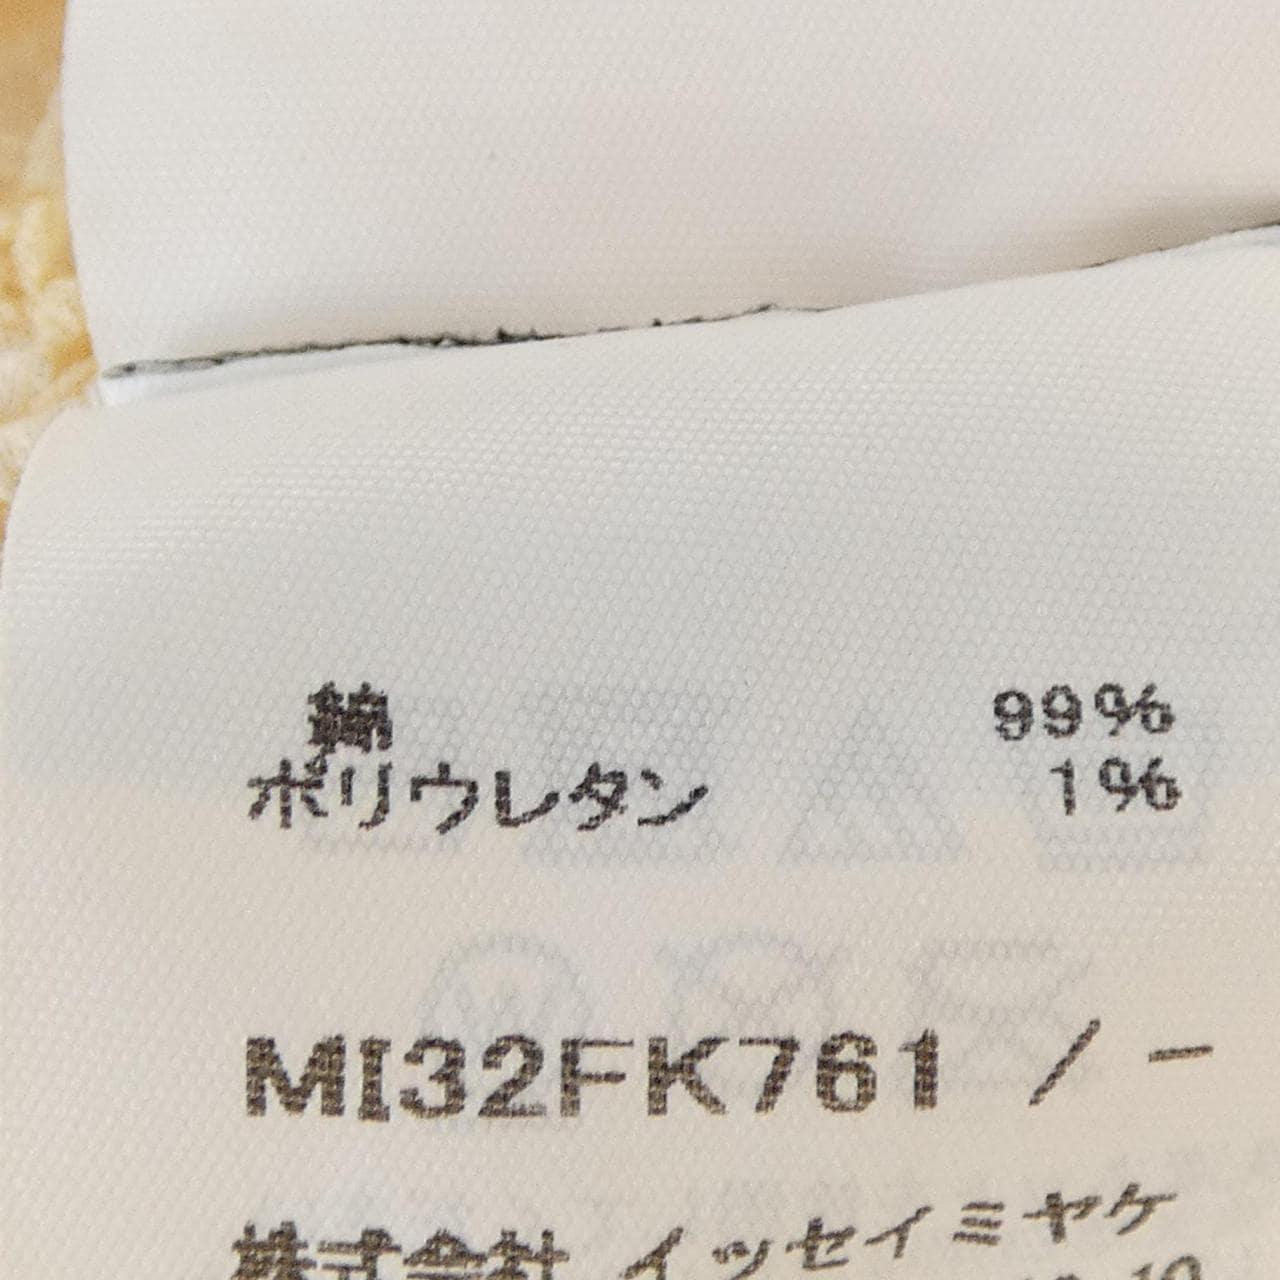 綿 99%
ポリウレタン 1%
MI32FK761 / -
株式会社 イッセイミヤケ